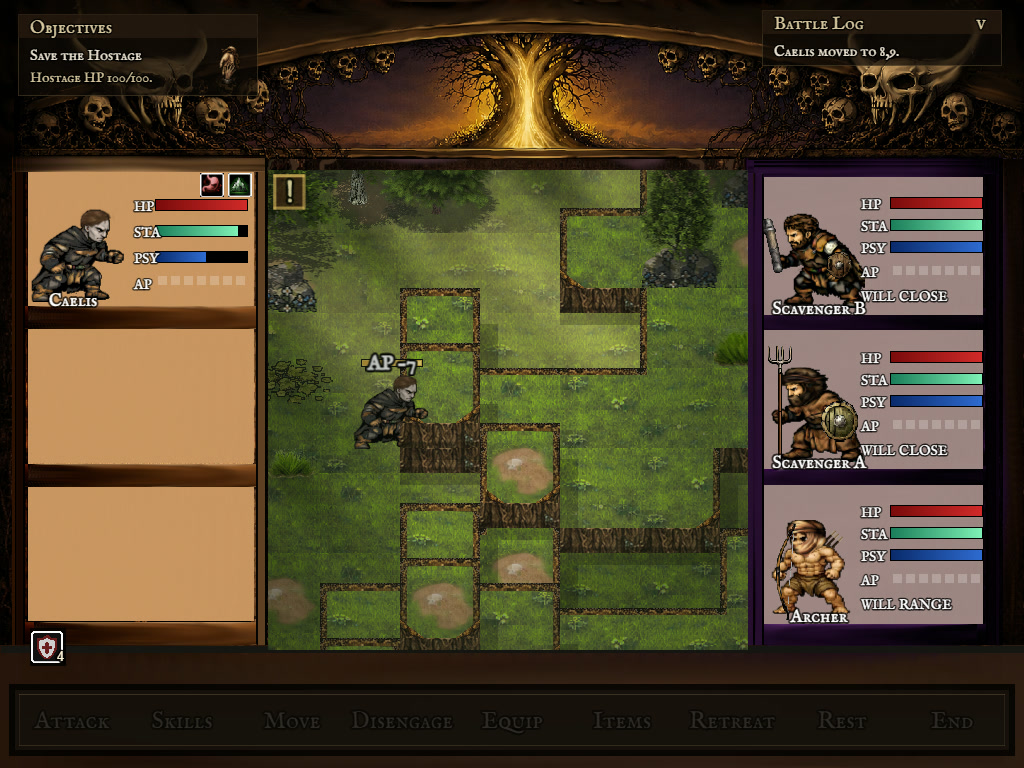 Objectives
Save the Hostage
Hostage HP 100/100.
Battle Log V
Caelis moved to 8,9.
HP
STA
PSY
AP
Caelis
!
AP -7
HP
STA
PSY
AP
WILL CLOSE
Scavenger B
HP
STA
PSY
AP
WILL CLOSE
Scavenger A
HP
STA
PSY
AP
WILL RANGE
Archer
4
Attack Skills Move Disengage Equip Items Retreat Rest End